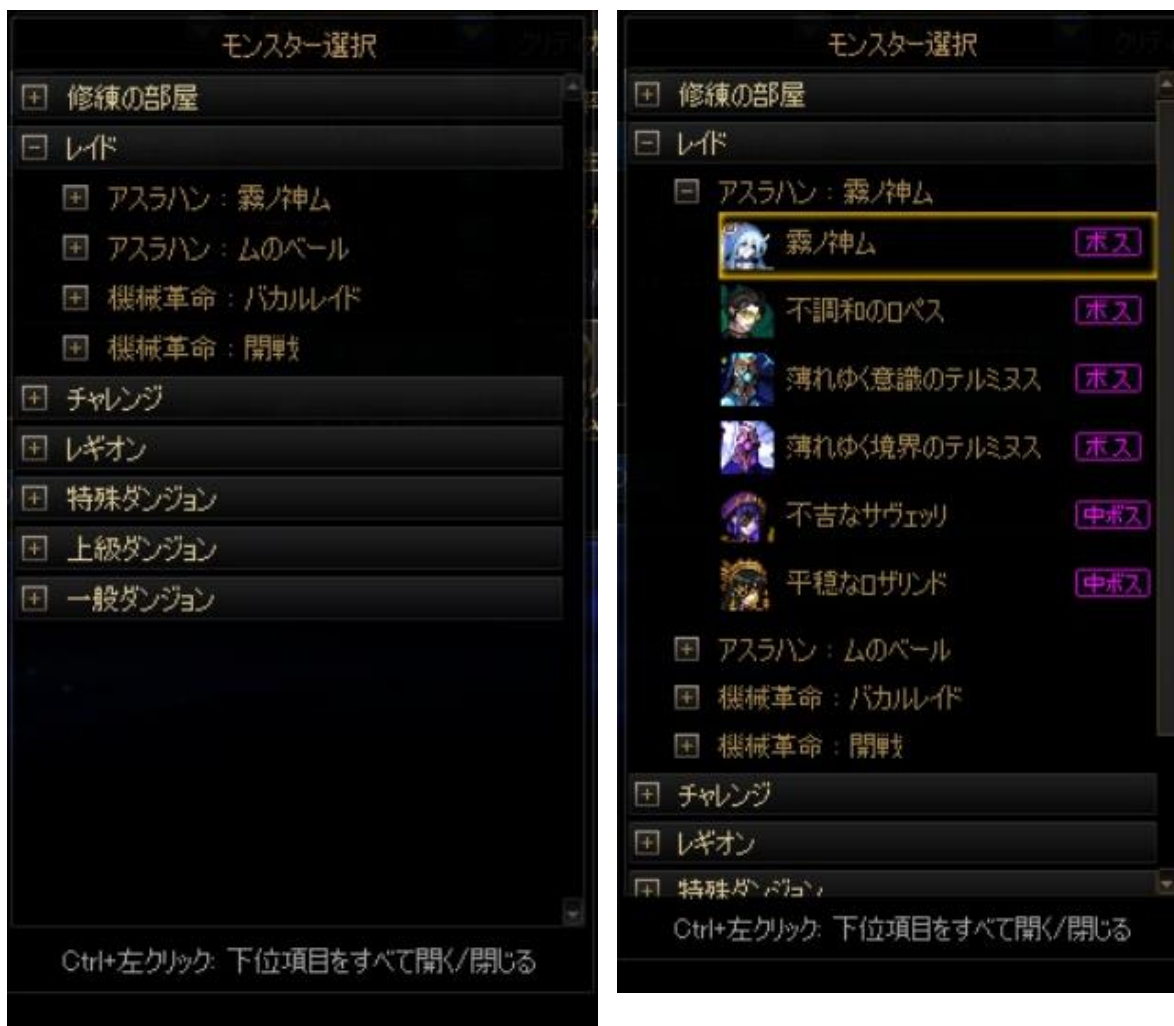 モンスター選択
修練の部屋
レイド
アスラハン : 霧ノ神ム
アスラハン : ムのベール
機械革命 : バカルレイド
機械革命 : 開戦
チャレンジ
レギオン
特殊ダンジョン
上級ダンジョン
一般ダンジョン
Ctrl+左クリック: 下位項目をすべて開く/閉じる
モンスター選択
修練の部屋
レイド
アスラハン : 霧ノ神ム
霧ノ神ム ボス
不調和のロペス ボス
薄れゆく意識のテルミヌス ボス
薄れゆく境界のテルミヌス ボス
不吉なサヴェッリ 中ボス
平穏なロザリンド 中ボス
アスラハン : ムのベール
機械革命 : バカルレイド
機械革命 : 開戦
チャレンジ
レギオン
特殊ダンジョン
Ctrl+左クリック: 下位項目をすべて開く/閉じる